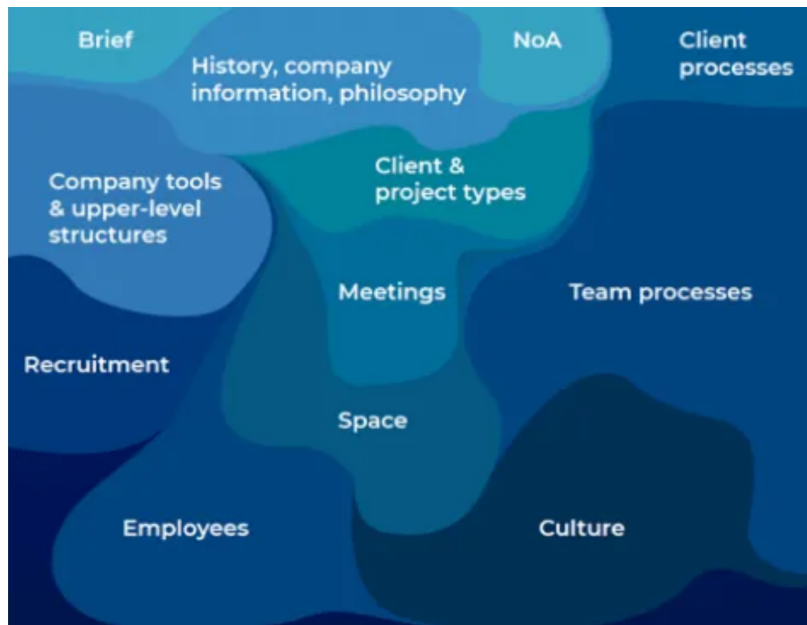 Brief
NoA
Client
processes
History, company
information, philosophy
Client &
project types
Company tools
& upper-level
structures
Meetings
Team processes
Recruitment
Space
Employees
Culture